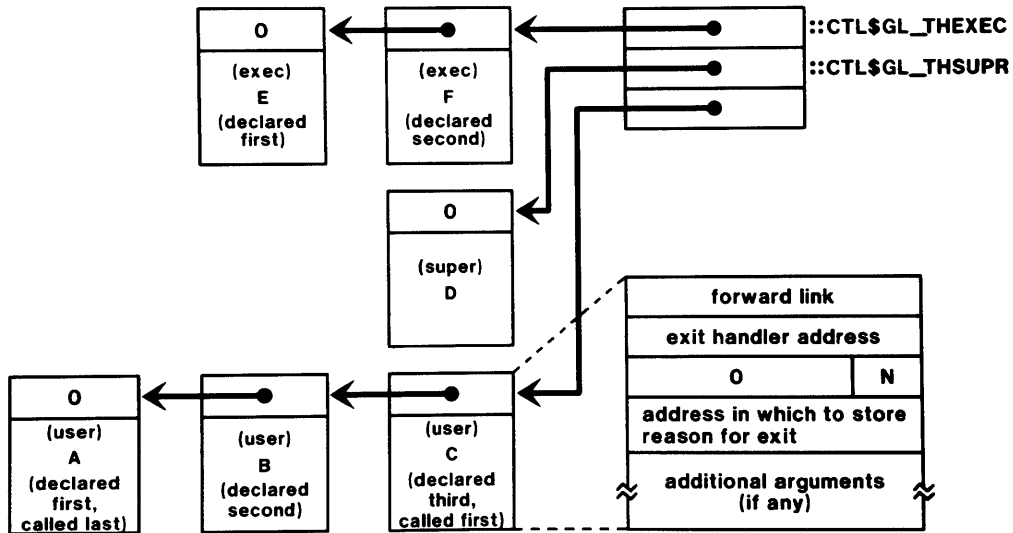 0
(exec)
E
(declared
first)
(exec)
F
(declared
second)
::CTL$GL_THEXEC
::CTL$GL_THSUPR
0
(super)
D
0
(user)
A
(declared
first,
called last)
(user)
B
(declared
second)
(user)
C
(declared
third,
called first)
forward link
exit handler address
0 N
address in which to store
reason for exit
additional arguments
(if any)